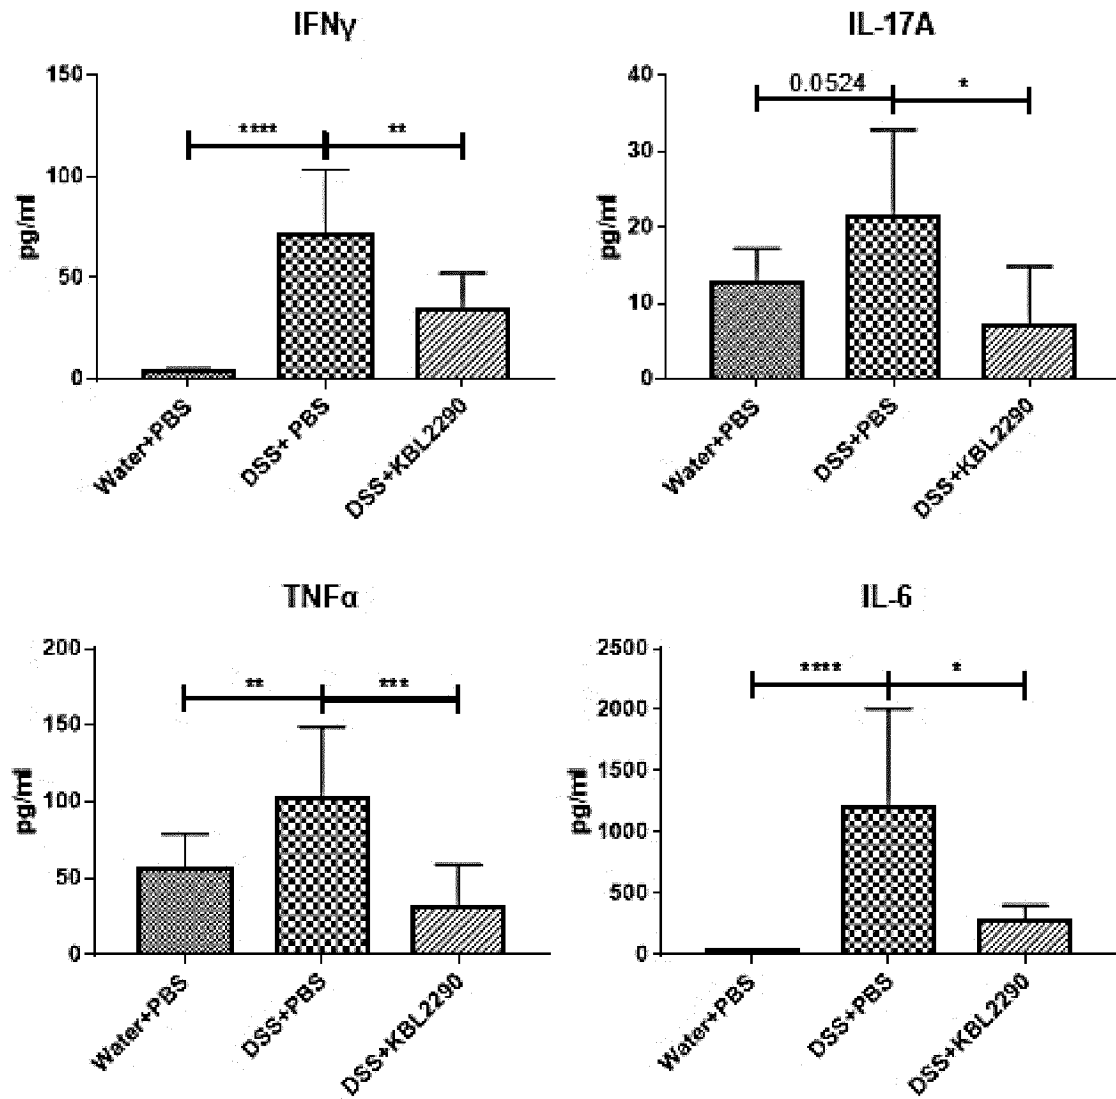 IFNγ
150
100
50
0
pg/ml
****
**
Water+PBS
DSS+ PBS
DSS+KBL2290
IL-17A
40
30
20
10
0
pg/ml
0.0524
*
Water+PBS
DSS+PBS
DSS+KBL2290
TNFα
200
150
100
50
0
pg/ml
**
***
Water+PBS
DSS+PBS
DSS+KBL2290
IL-6
2500
2000
1500
1000
500
0
pg/ml
****
*
Water+PBS
DSS+PBS
DSS+KBL2290